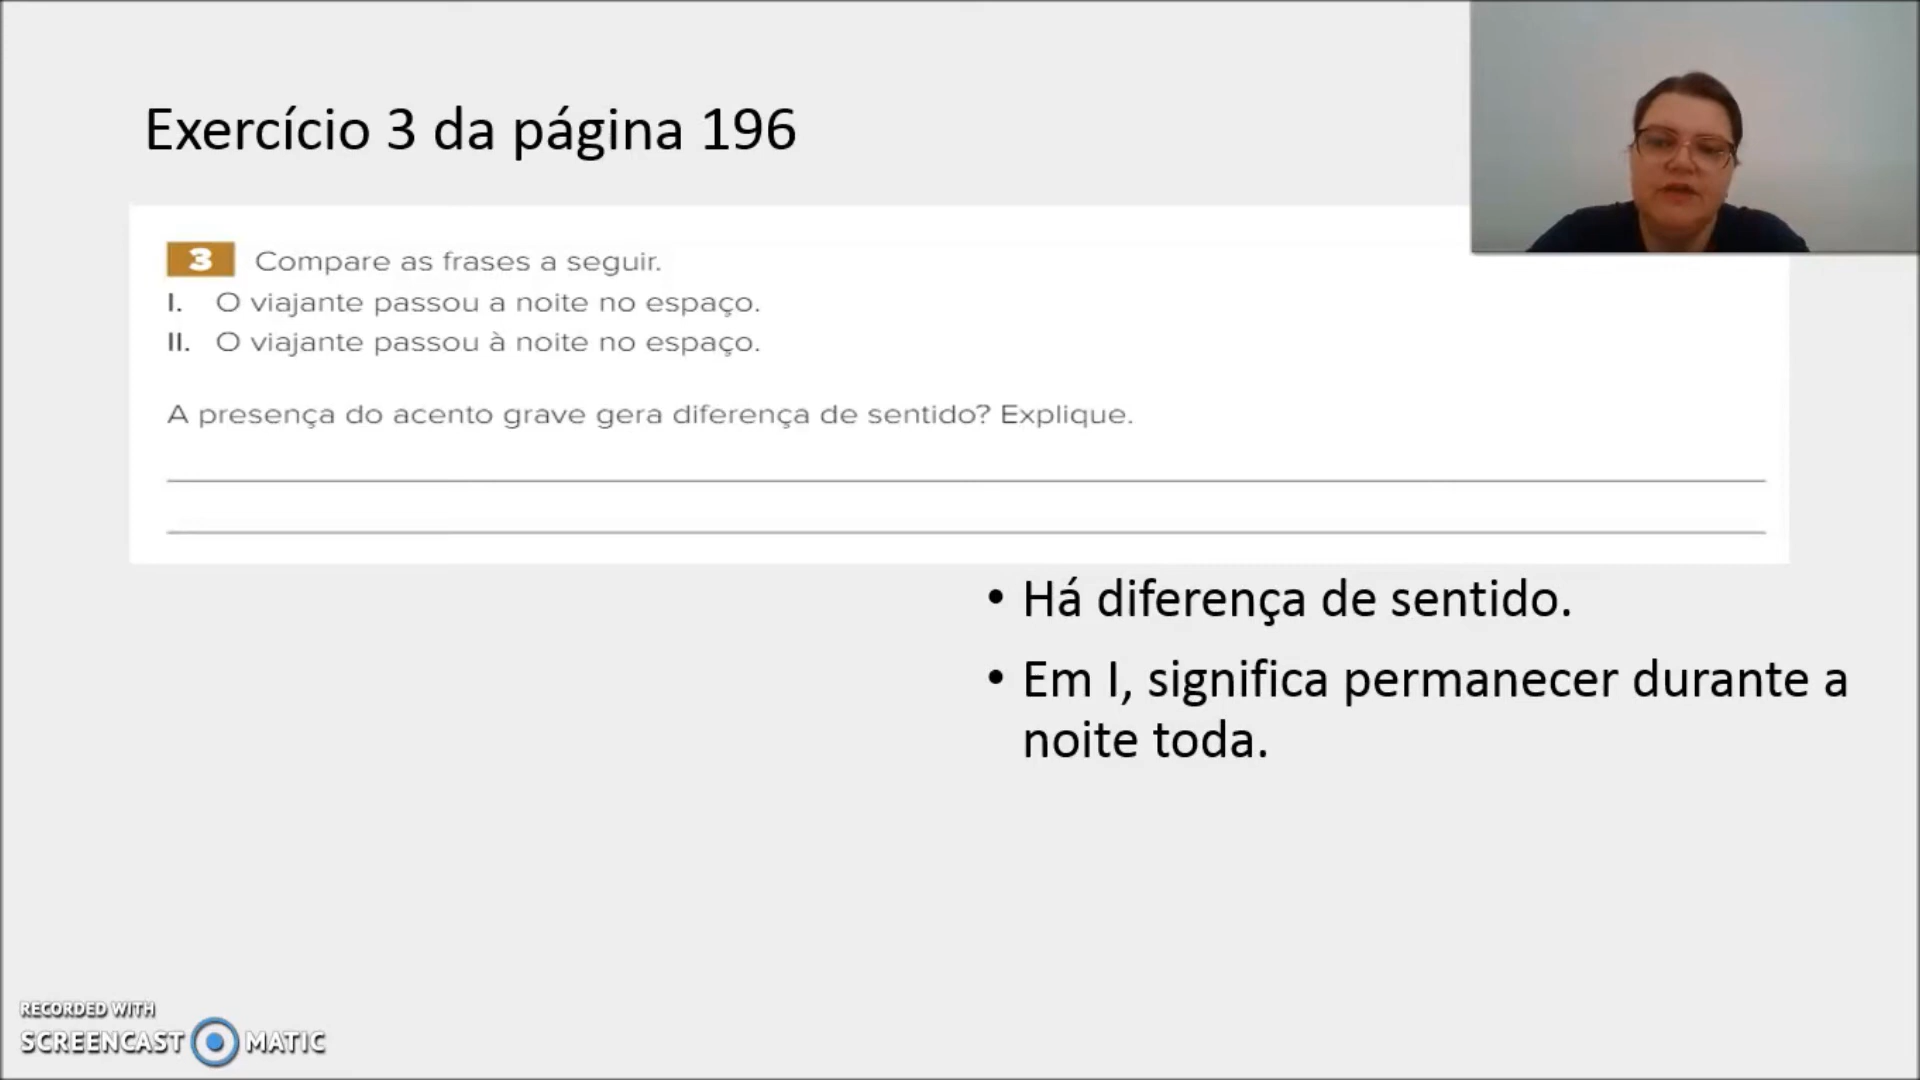 Exercício 3 da página 196
3 Compare as frases a seguir.
I. O viajante passou a noite no espaço.
II. O viajante passou à noite no espaço.
A presença do acento grave gera diferença de sentido? Explique.
• Há diferença de sentido.
• Em I, significa permanecer durante a
noite toda.
RECORDED WITH
SCREENCAST MATIC